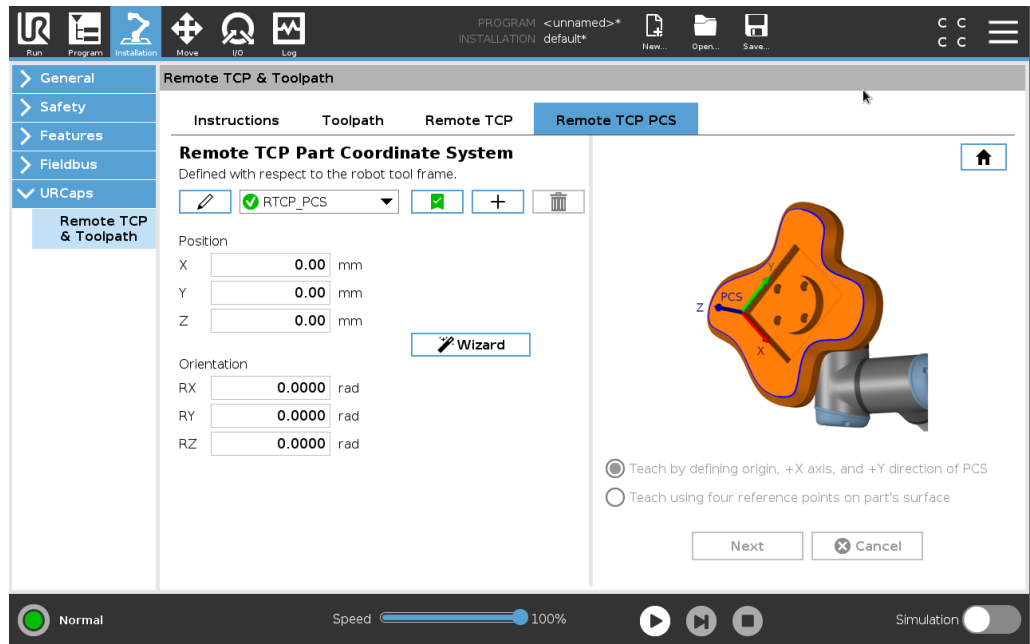 UR
PROGRAM <unnamed>*
INSTALLATION default*
C C
C C
Run Program Installation Move I/O Log New... Open... Save...
General
Safety
Features
Fieldbus
URCaps
Remote TCP
& Toolpath
Remote TCP & Toolpath
Instructions Toolpath Remote TCP Remote TCP PCS
Remote TCP Part Coordinate System
Defined with respect to the robot tool frame.
RTCP_PCS
Position
X 0.00 mm
Y 0.00 mm
Z 0.00 mm
Wizard
Orientation
RX 0.0000 rad
RY 0.0000 rad
RZ 0.0000 rad
Y
PCS
Z
X
Teach by defining origin, +X axis, and +Y direction of PCS
Teach using four reference points on part's surface
Next Cancel
Normal Speed 100% Simulation